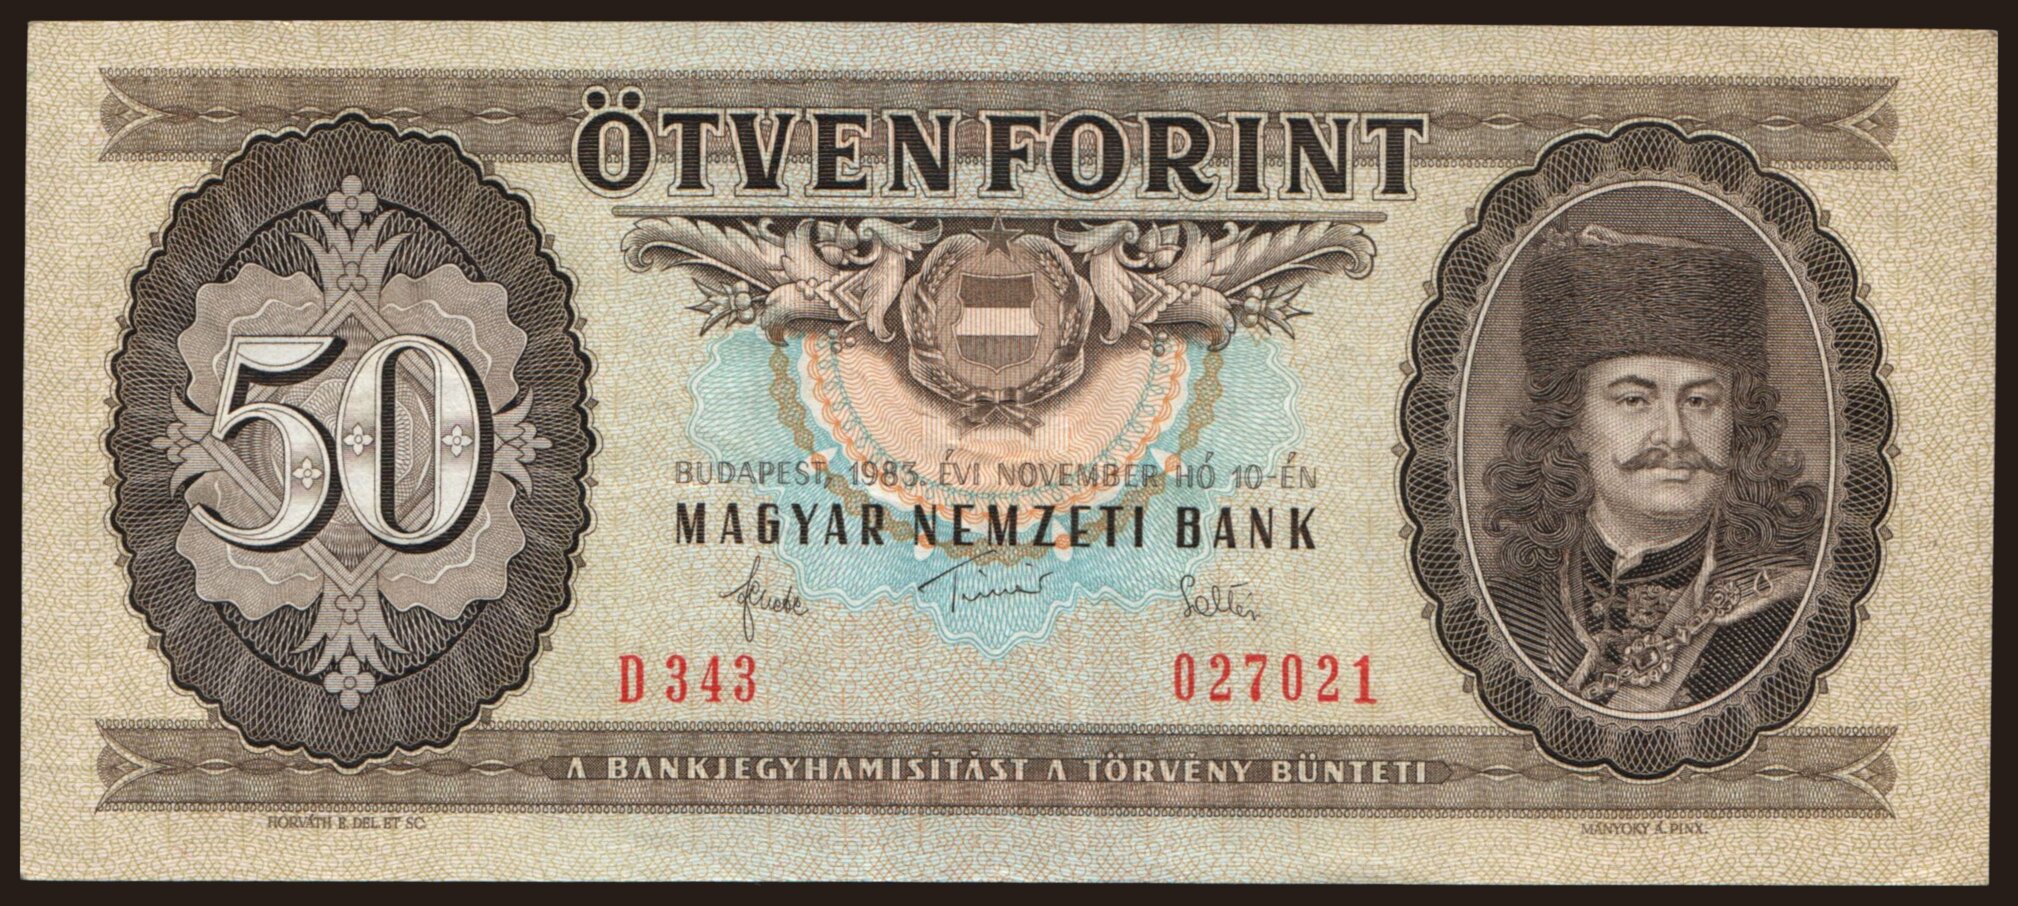 ÖTVEN FORINT
50
BUDAPEST, 1983. ÉVI NOVEMBER HÓ 10-ÉN
MAGYAR NEMZETI BANK
D 343 027021
A BANKJEGYHAMISÍTÁST A TÖRVÉNY BÜNTETI
HORVÁTH E. DEL. ET SC.
MÁNYOKY Á. PINX.